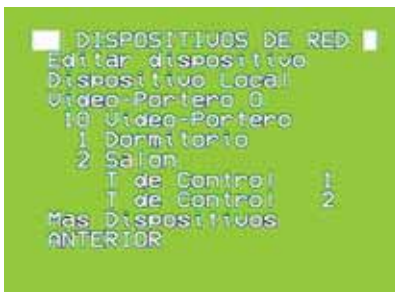 DISPOSITIVOS DE RED
Editar dispositivo
Dispositivo Local
Video-Portero 0
10 Video-Portero
1 Dormitorio
2 Salon
T de Control 1
T de Control 2
Mas Dispositivos
ANTERIOR